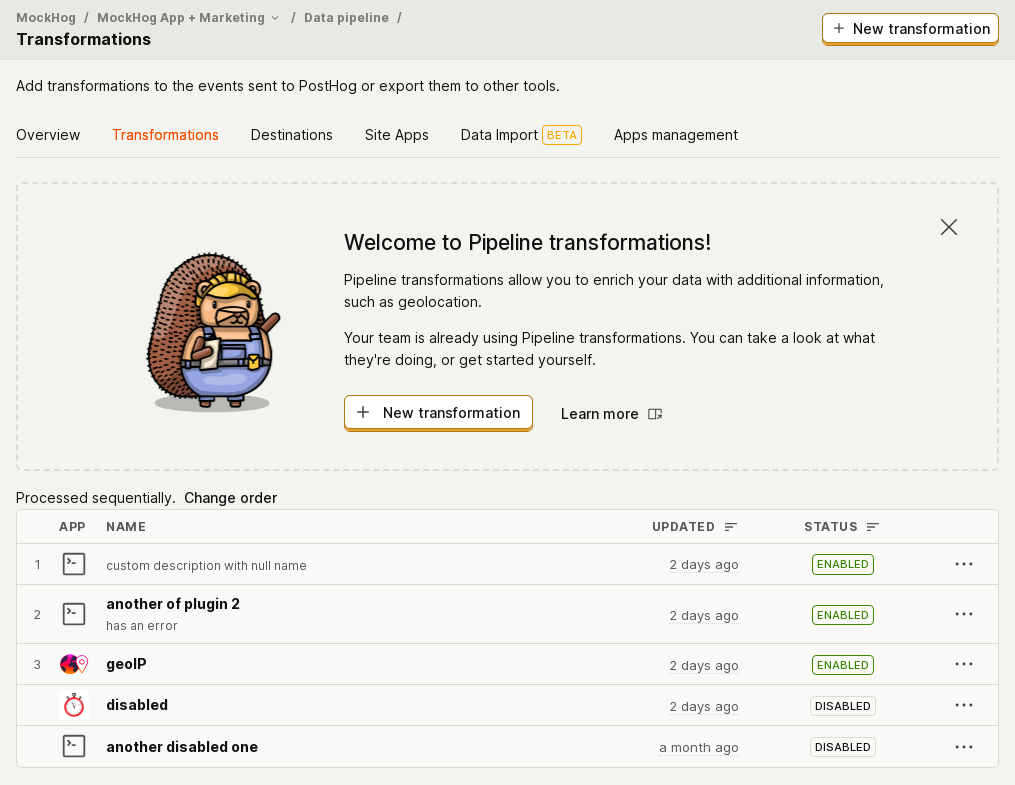 MockHog / MockHog App + Marketing / Data pipeline /
Transformations
New transformation
Add transformations to the events sent to PostHog or export them to other tools.
Overview Transformations Destinations Site Apps Data Import BETA Apps management
Welcome to Pipeline transformations!
Pipeline transformations allow you to enrich your data with additional information,
such as geolocation.
Your team is already using Pipeline transformations. You can take a look at what
they're doing, or get started yourself.
New transformation Learn more
Processed sequentially. Change order
APP NAME UPDATED STATUS
1 custom description with null name 2 days ago ENABLED
another of plugin 2
2 2 days ago ENABLED
has an error
3 geoIP 2 days ago ENABLED
disabled 2 days ago DISABLED
another disabled one a month ago DISABLED